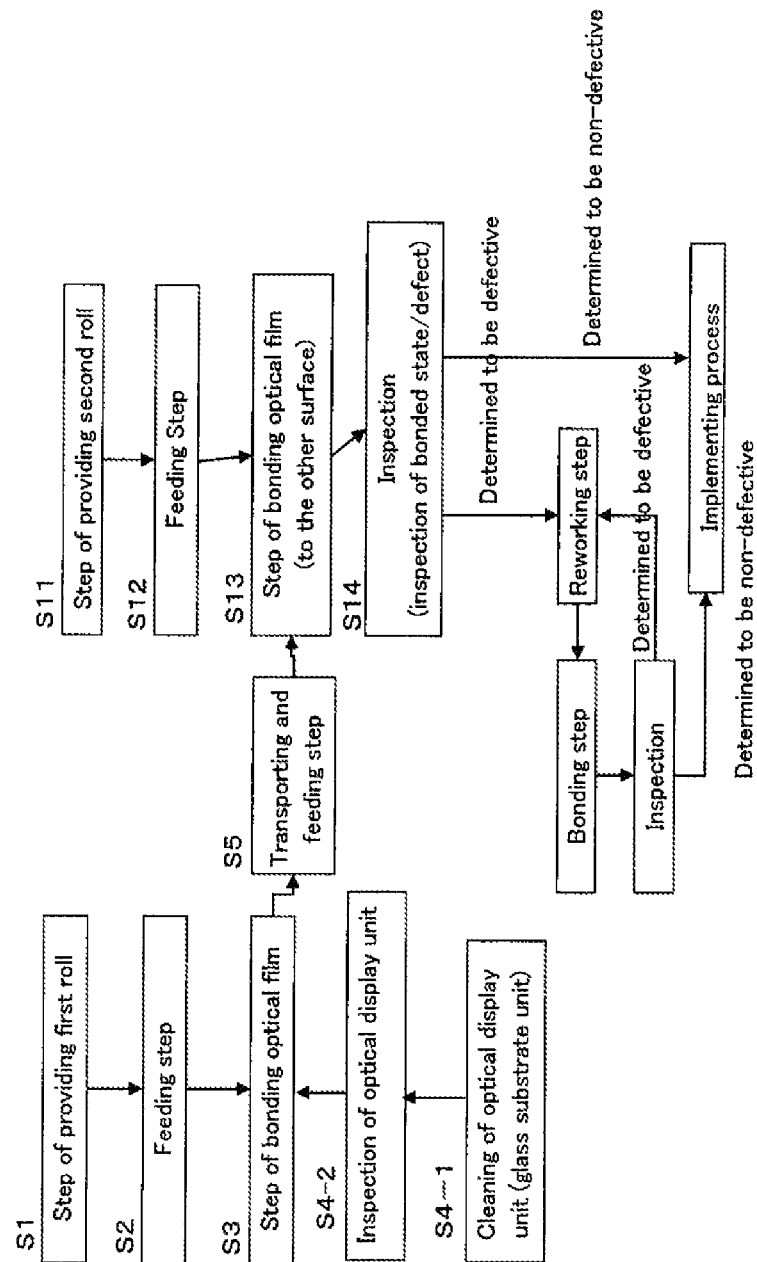 S1
Step of providing first roll
S2
Feeding step
S3
Step of bonding optical film
S4-2
Inspection of optical display unit
S4-1
Cleaning of optical display
unit (glass substrate unit)
S5
Transporting and
feeding step
S11
Step of providing second roll
S12
Feeding Step
S13
Step of bonding optical film
(to the other surface)
S14
Inspection
(inspection of bonded state/defect)
Determined to be defective
Determined to be non-defective
Reworking step
Bonding step
Determined to be defective
Inspection
Determined to be non-defective
Implementing process